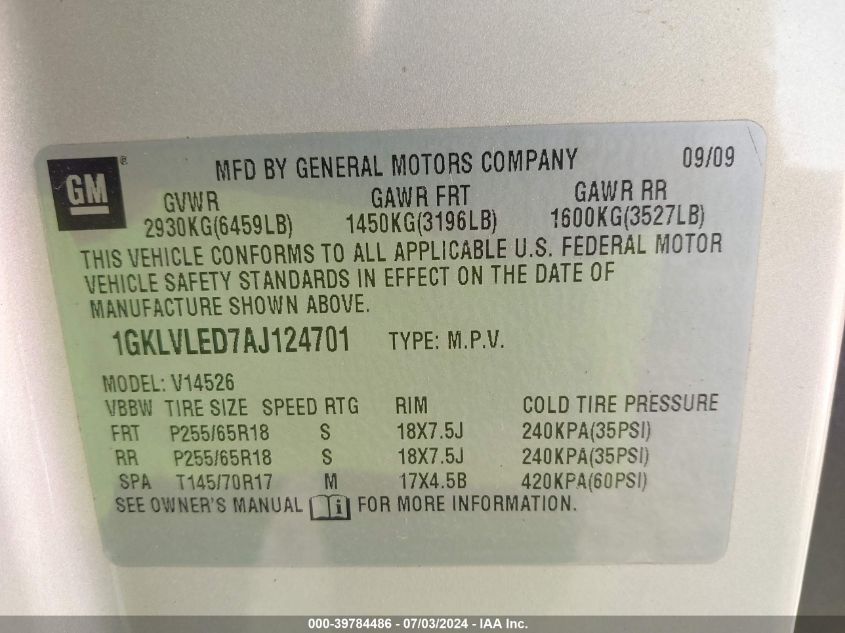 GM®
MFD BY GENERAL MOTORS COMPANY 09/09
GVWR GAWR FRT GAWR RR
2930KG(6459LB) 1450KG(3196LB) 1600KG(3527LB)
THIS VEHICLE CONFORMS TO ALL APPLICABLE U.S. FEDERAL MOTOR
VEHICLE SAFETY STANDARDS IN EFFECT ON THE DATE OF
MANUFACTURE SHOWN ABOVE.
1GKLVLED7AJ124701 TYPE: M.P.V.
MODEL: V14526
VBBW TIRE SIZE SPEED RTG RIM COLD TIRE PRESSURE
FRT P255/65R18 S 18X7.5J 240KPA(35PSI)
RR P255/65R18 S 18X7.5J 240KPA(35PSI)
SPA T145/70R17 M 17X4.5B 420KPA(60PSI)
SEE OWNER'S MANUAL i FOR MORE INFORMATION.
000-39784486 - 07/03/2024 - IAA Inc.